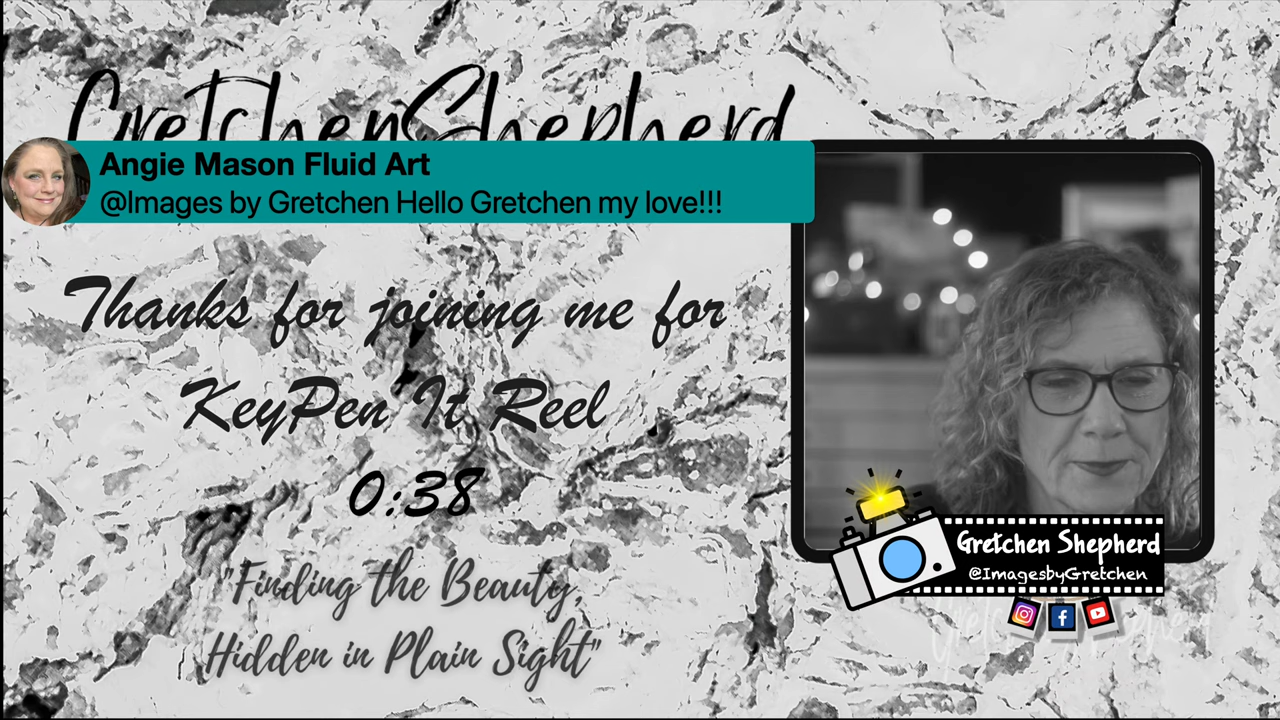 GretchenShepherd
Angie Mason Fluid Art
@Images by Gretchen Hello Gretchen my love!!!
Thanks for joining me for
KeyPen It Reel
0:38
"Finding the Beauty,
Hidden in Plain Sight"
Gretchen Shepherd
@ImagesbyGretchen